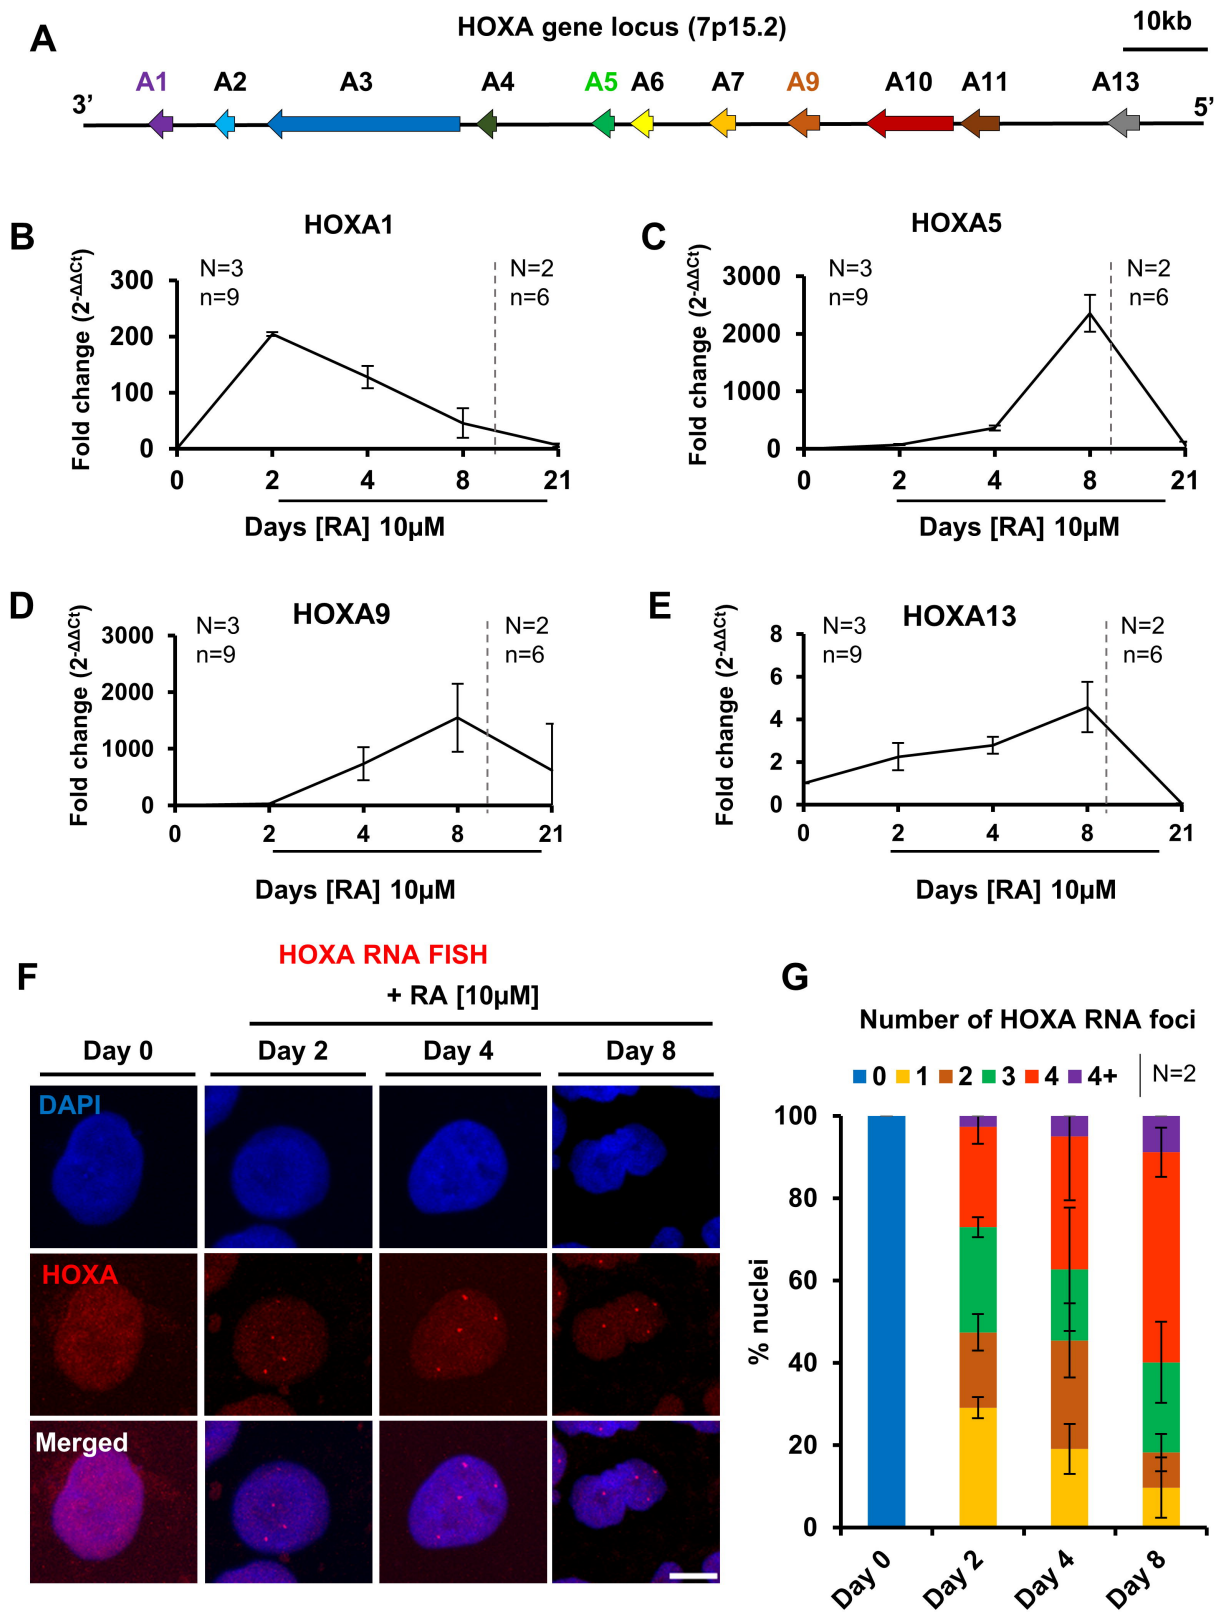 A
HOXA gene locus (7p15.2)
10kb
A1 A2 A3 A4 A5 A6 A7 A9 A10 A11 A13
3’ 5’
B
HOXA1
Fold change (2-ΔΔCt)
N=3
n=9
N=2
n=6
300
200
100
0
0 2 4 8 21
Days [RA] 10µM
C
HOXA5
Fold change (2-ΔΔCt)
N=3
n=9
N=2
n=6
3000
2000
1000
0
0 2 4 8 21
Days [RA] 10µM
D
HOXA9
Fold change (2-ΔΔCt)
N=3
n=9
N=2
n=6
3000
2000
1000
0
0 2 4 8 21
Days [RA] 10µM
E
HOXA13
Fold change (2-ΔΔCt)
N=3
n=9
N=2
n=6
8
6
4
2
0
0 2 4 8 21
Days [RA] 10µM
F
HOXA RNA FISH
+ RA [10µM]
Day 0 Day 2 Day 4 Day 8
DAPI
HOXA
Merged
G
Number of HOXA RNA foci
0 1 2 3 4 4+ N=2
% nuclei
100
80
60
40
20
0
Day 0 Day 2 Day 4 Day 8